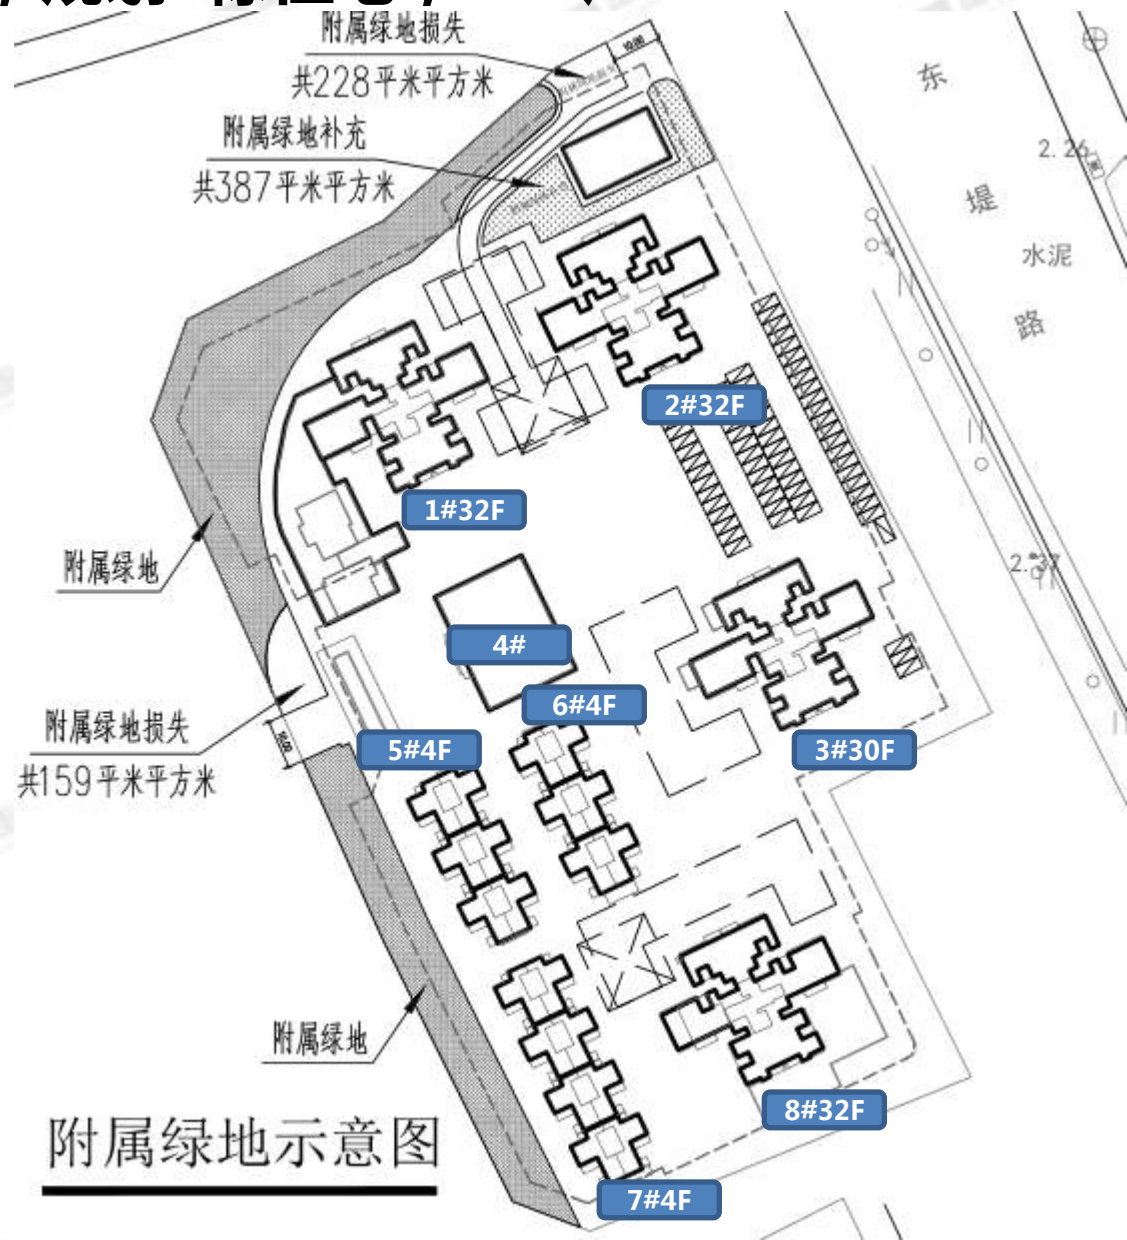 附属绿地损失
共228平米平方米
10.00
附属绿地补充
共387平米平方米
东
堤
路
水泥
2.26
2#32F
1#32F
附属绿地
2.37
4#
6#4F
附属绿地损失
共159平米平方米
10.00
5#4F
3#30F
附属绿地
8#32F
附属绿地示意图
7#4F